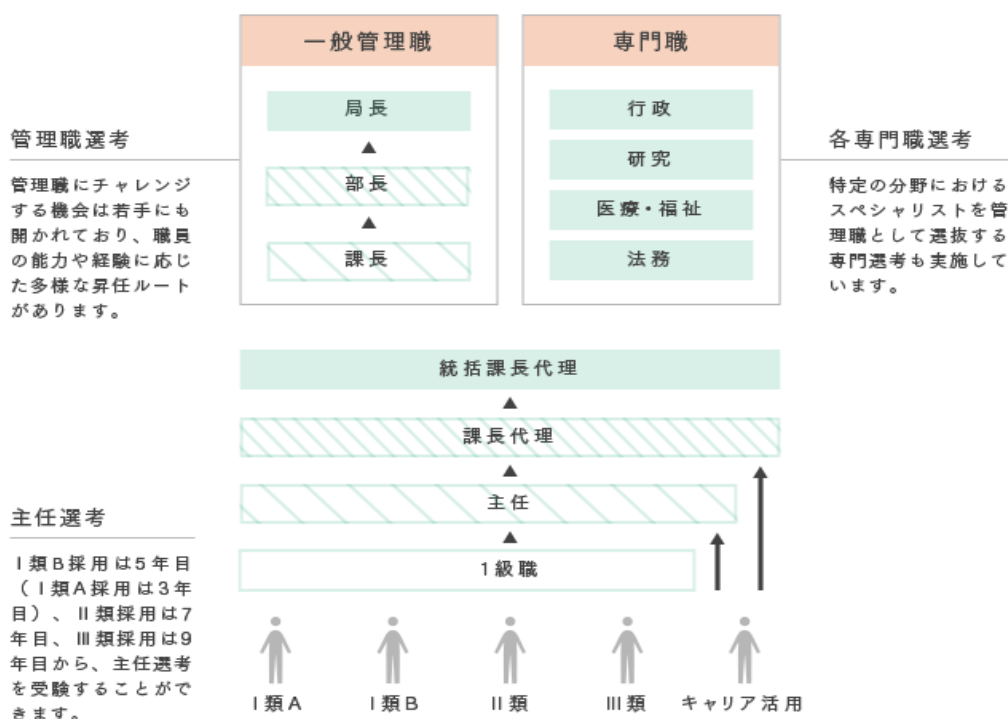 一般管理職
専門職
局長
部長
課長
行政
研究
医療・福祉
法務
管理職選考
管理職にチャレンジ
する機会は若手にも
開かれており、職員
の能力や経験に応じ
た多様な昇任ルート
があります。
各専門職選考
特定の分野における
スペシャリストを管
理職として選抜する
専門選考も実施して
います。
統括課長代理
課長代理
主任
1級職
主任選考
Ⅰ類B採用は5年目
（Ⅰ類A採用は3年
目）、Ⅱ類採用は7
年目、Ⅲ類採用は9
年目から、主任選考
を受験することがで
きます。
Ⅰ類A
Ⅰ類B
Ⅱ類
Ⅲ類
キャリア活用